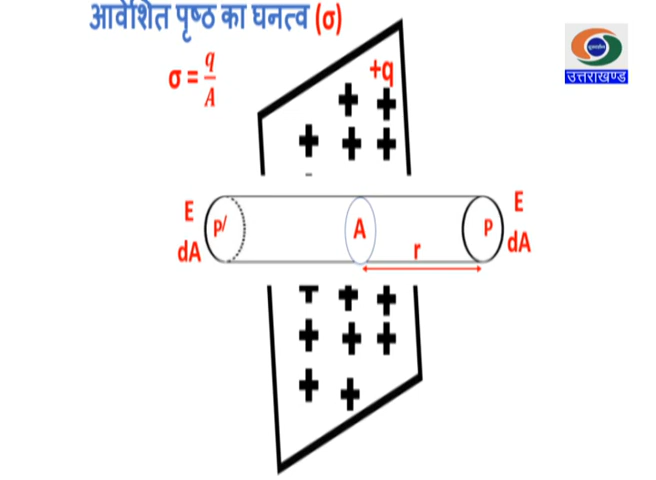 आवेशित पृष्ठ का घनत्व (σ)
σ = q/A
+q
उत्तराखण्ड
E
dA
P/
A
r
P
E
dA